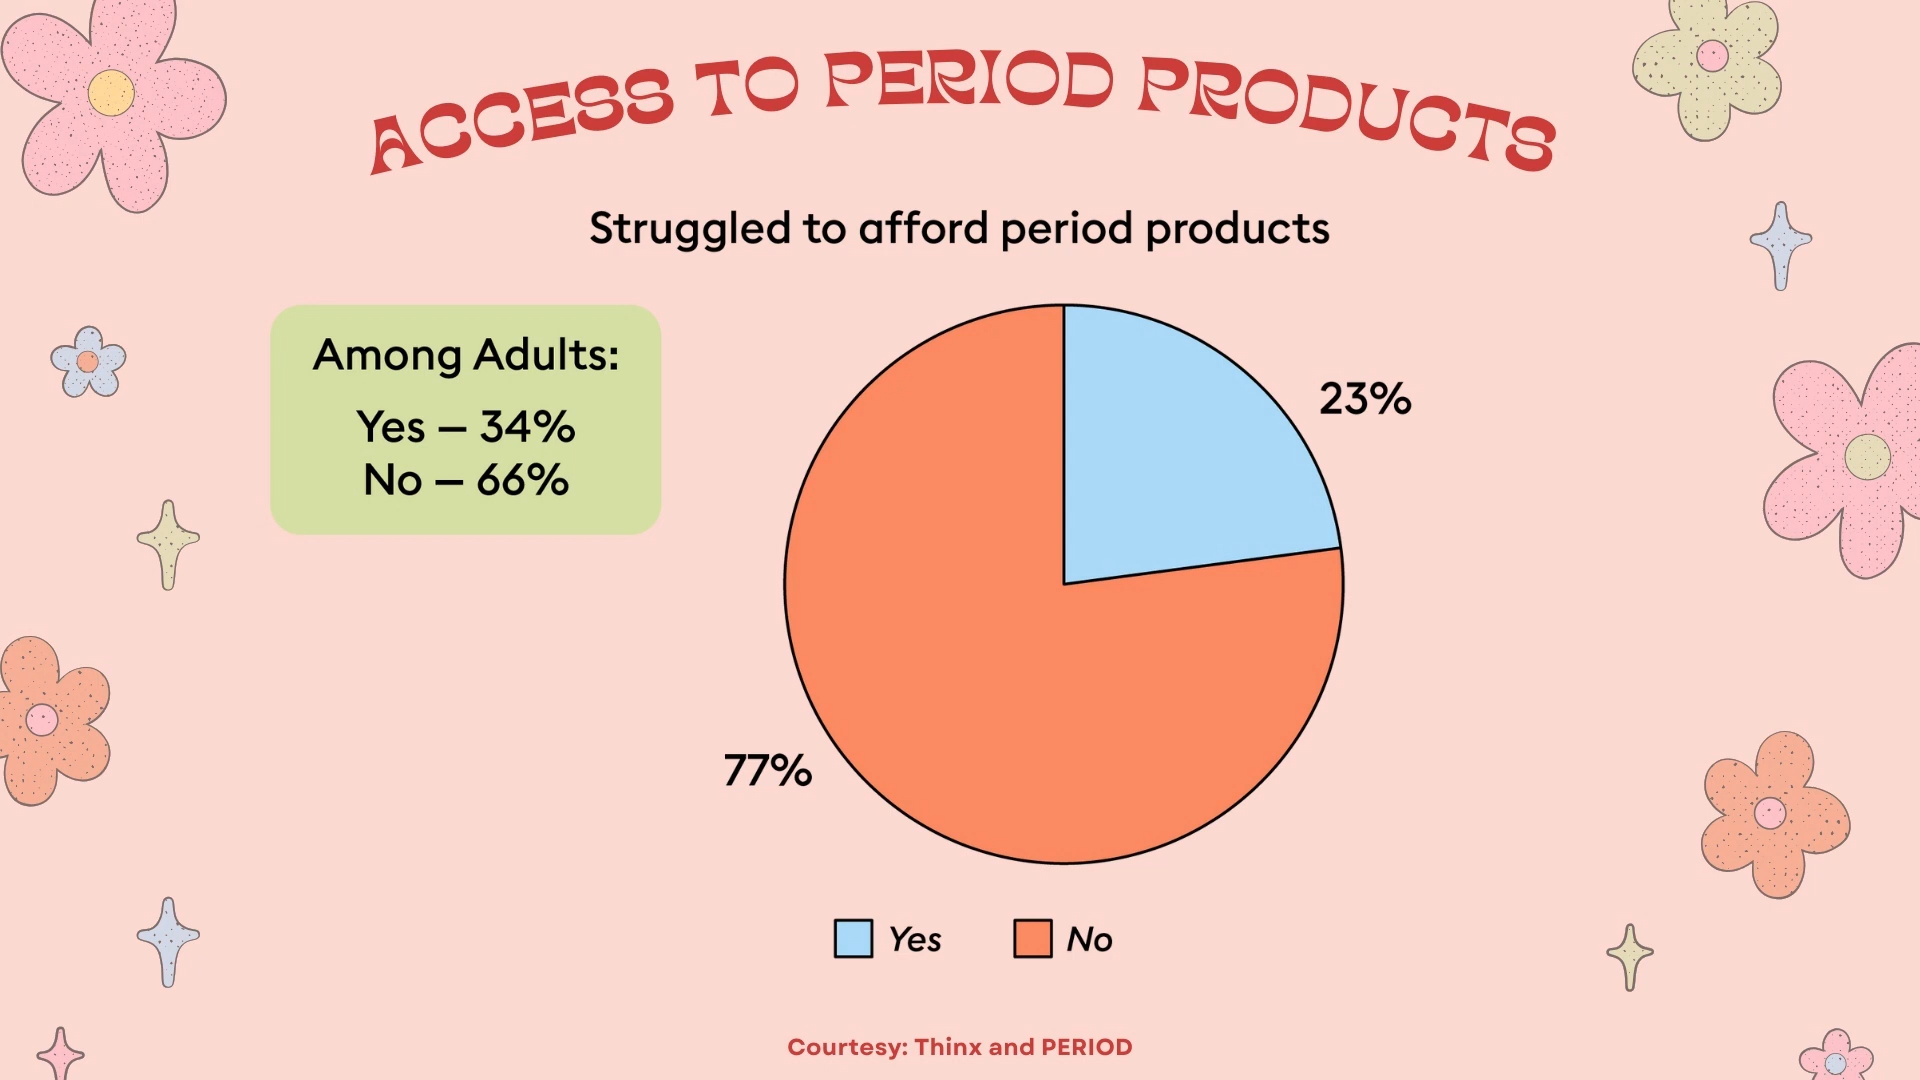 ACCESS TO PERIOD PRODUCTS
Struggled to afford period products
Among Adults:
Yes – 34%
No – 66%
23%
77%
Yes
No
Courtesy: Thinx and PERIOD